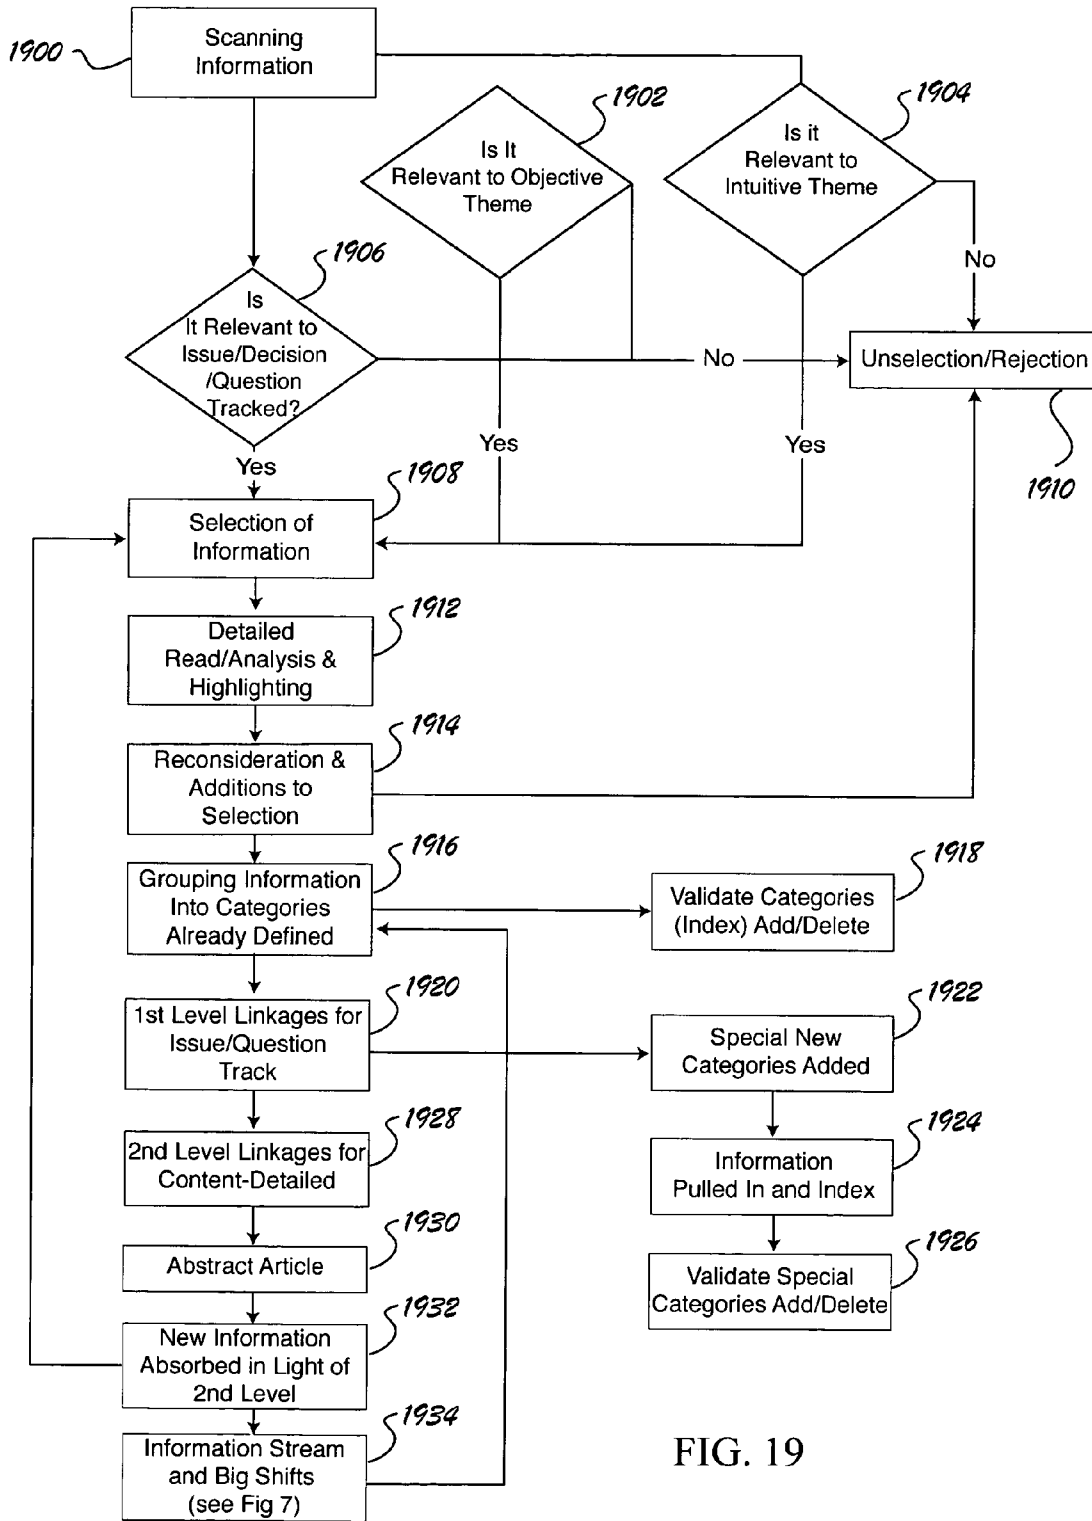 1900
Scanning
Information
1902
Is It
Relevant to Objective
Theme
1904
Is it
Relevant to
Intuitive Theme
No
1906
Is
It Relevant to
Issue/Decision
/Question
Tracked?
No
Unselection/Rejection
1910
Yes
Yes
Yes
1908
Selection of
Information
1912
Detailed
Read/Analysis &
Highlighting
1914
Reconsideration &
Additions to
Selection
1916
Grouping Information
Into Categories
Already Defined
1918
Validate Categories
(Index) Add/Delete
1920
1st Level Linkages for
Issue/Question
Track
1922
Special New
Categories Added
1928
2nd Level Linkages for
Content-Detailed
1924
Information
Pulled In and Index
1930
Abstract Article
1926
Validate Special
Categories Add/Delete
1932
New Information
Absorbed in Light of
2nd Level
1934
Information Stream
and Big Shifts
(see Fig 7)
FIG. 19